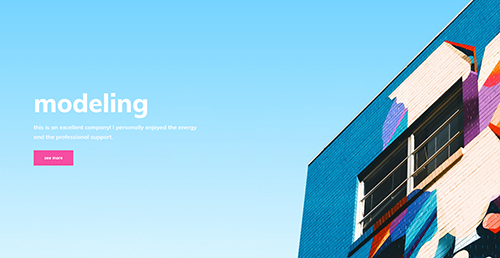 modeling
this is an excellent company! I personally enjoyed the energy
and the professional support
see more